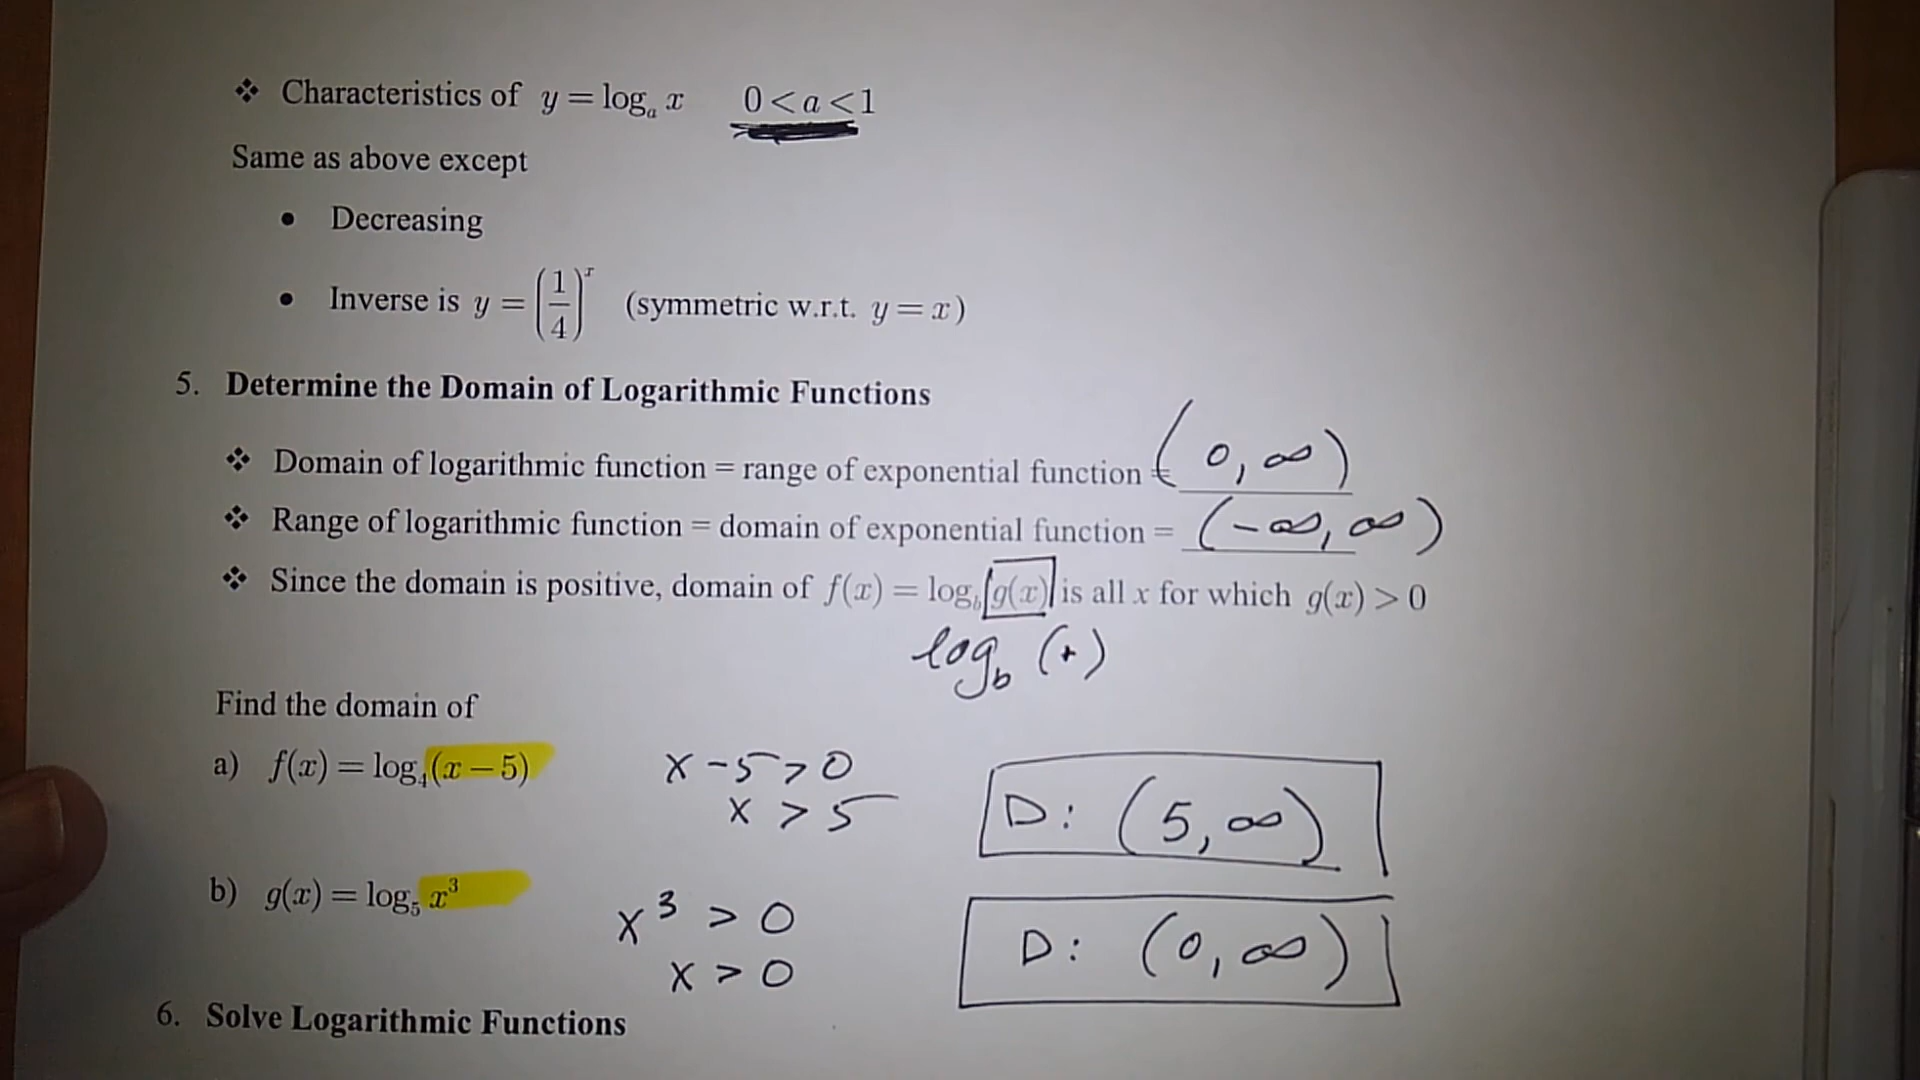 ❖ Characteristics of y = logₐ x 0 < a < 1
Same as above except
• Decreasing
• Inverse is y = (1/4)ˣ (symmetric w.r.t. y = x)
5. Determine the Domain of Logarithmic Functions
❖ Domain of logarithmic function = range of exponential function = (0, ∞)
❖ Range of logarithmic function = domain of exponential function = (-∞, ∞)
❖ Since the domain is positive, domain of f(x) = log_b[g(x)] is all x for which g(x) > 0
log_b (+)
Find the domain of
a) f(x) = log₄(x − 5) x - 5 > 0 D: (5, ∞)
x > 5
b) g(x) = log₅ x³ x³ > 0 D: (0, ∞)
x > 0
6. Solve Logarithmic Functions